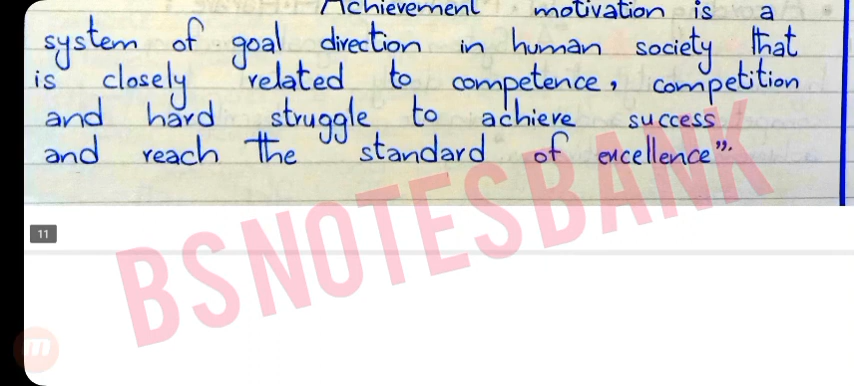 Achievement motivation is a
system of goal direction in human society that
is closely related to competence, competition
and hard struggle to achieve success
and reach the standard of excellence".
11
BSNOTESBANK
m